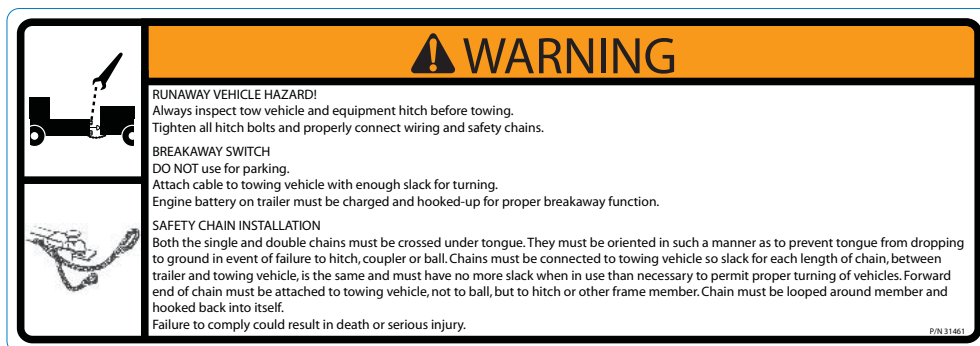 WARNING
RUNAWAY VEHICLE HAZARD!
Always inspect tow vehicle and equipment hitch before towing.
Tighten all hitch bolts and properly connect wiring and safety chains.
BREAKAWAY SWITCH
DO NOT use for parking.
Attach cable to towing vehicle with enough slack for turning.
Engine battery on trailer must be charged and hooked-up for proper breakaway function.
SAFETY CHAIN INSTALLATION
Both the single and double chains must be crossed under tongue. They must be oriented in such a manner as to prevent tongue from dropping
to ground in event of failure to hitch, coupler or ball. Chains must be connected to towing vehicle so slack for each length of chain, between
trailer and towing vehicle, is the same and must have no more slack when in use than necessary to permit proper turning of vehicles. Forward
end of chain must be attached to towing vehicle, not to ball, but to hitch or other frame member. Chain must be looped around member and
hooked back into itself.
Failure to comply could result in death or serious injury.
P/N 31461